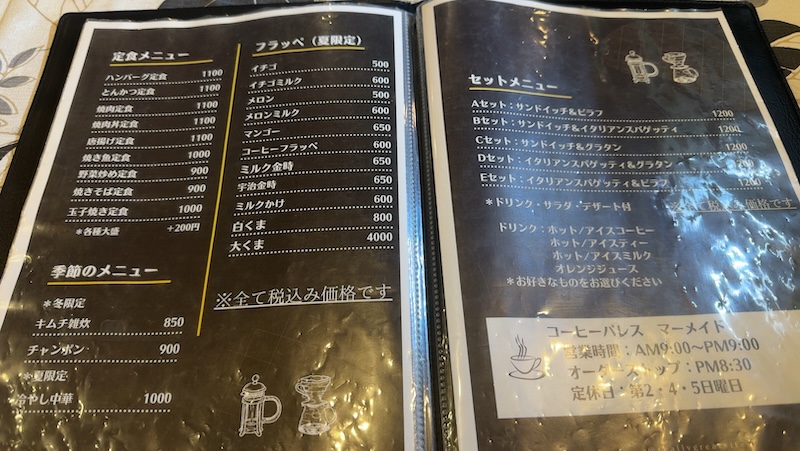 定食メニュー
ハンバーグ定食 1100
とんかつ定食 1100
焼肉定食 1100
焼肉丼定食 1100
唐揚げ定食 1100
焼き魚定食 1000
野菜炒め定食 900
焼きそば定食 900
玉子焼き定食 1000
*各種大盛 +200円
季節のメニュー
*冬限定
キムチ雑炊 850
チャンポン 900
*夏限定
冷やし中華 1000
フラッペ（夏限定）
イチゴ 500
イチゴミルク 600
メロン 500
メロンミルク 600
マンゴー 650
コーヒーフラッペ 600
ミルク金時 650
宇治金時 650
ミルクかけ 600
白くま 800
大くま 4000
※全て税込み価格です
セットメニュー
Aセット：サンドイッチ&ピラフ 1200
Bセット：サンドイッチ&イタリアンスパゲッティ 1200
Cセット：サンドイッチ&グラタン 1200
Dセット：イタリアンスパゲッティ&グラタン 1200
Eセット：イタリアンスパゲッティ&ピラフ 1200
*ドリンク・サラダ・デザート付 ※全て税込み価格です
ドリンク：ホット/アイスコーヒー
ホット/アイスティー
ホット/アイスミルク
オレンジジュース
*お好きなものをお選びください
コーヒーパレス マーメイド
営業時間：AM9:00～PM9:00
オーダーストップ：PM8:30
定休日：第2・4・5日曜日